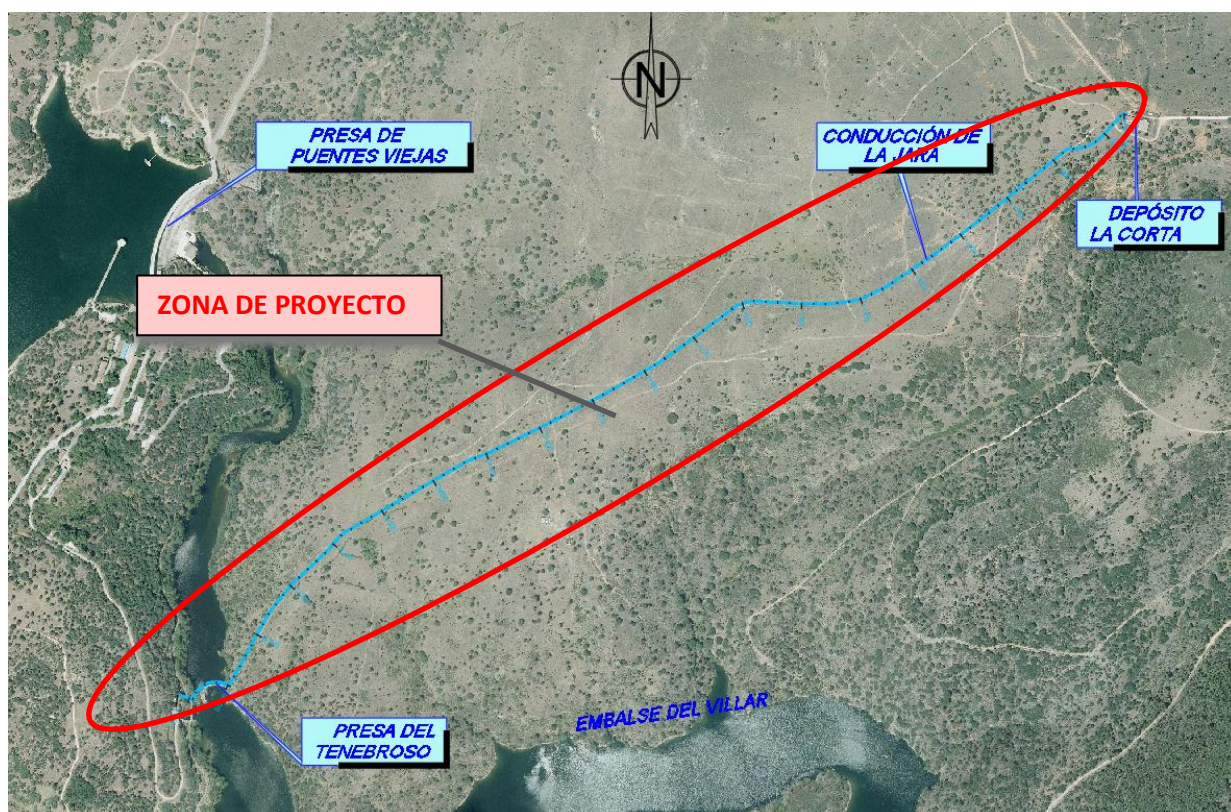 N
PRESA DE
PUENTES VIEJAS
CONDUCCIÓN DE
LA JARA
DEPÓSITO
LA CORTA
ZONA DE PROYECTO
EMBALSE DEL VILLAR
PRESA DEL
TENEBROSO